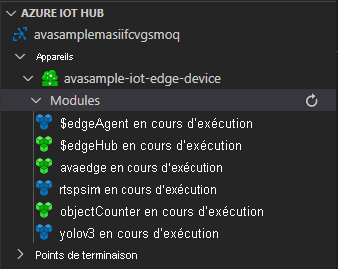 AZURE IOT HUB
avasamplemasiifcvgsmoq
Appareils
avasample-iot-edge-device
Modules
$edgeAgent en cours d'exécution
$edgeHub en cours d'exécution
avaedge en cours d'exécution
rtspsim en cours d'exécution
objectCounter en cours d'exécution
yolov3 en cours d'exécution
Points de terminaison